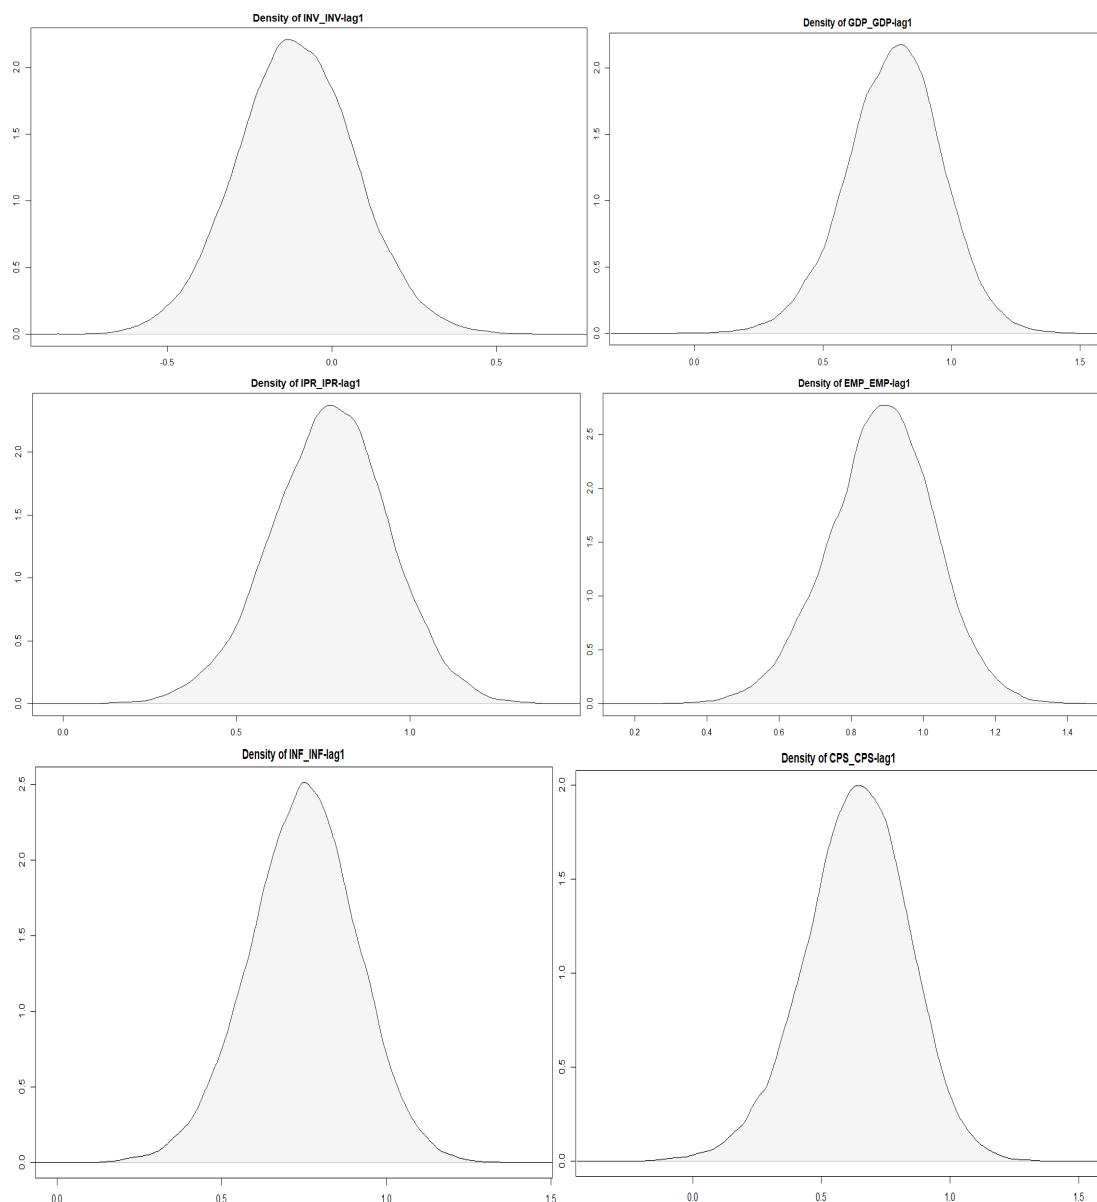 Density of INV_INV-lag1
2.0
1.5
1.0
0.5
0.0
-0.5 0.0 0.5
Density of GDP_GDP-lag1
2.0
1.5
1.0
0.5
0.0
0.0 0.5 1.0 1.5
Density of IPR_IPR-lag1
2.0
1.5
1.0
0.5
0.0
0.0 0.5 1.0
Density of EMP_EMP-lag1
2.5
2.0
1.5
1.0
0.5
0.0
0.2 0.4 0.6 0.8 1.0 1.2 1.4
Density of INF_INF-lag1
2.5
2.0
1.5
1.0
0.5
0.0
0.0 0.5 1.0 1.5
Density of CPS_CPS-lag1
2.0
1.5
1.0
0.5
0.0
0.0 0.5 1.0 1.5